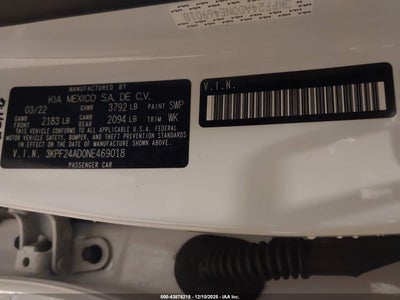 MANUFACTURED BY
KIA MEXICO S.A. DE C.V.
03/22 GVWR 3792 LB PAINT SWP
GAWR FRONT 2183 LB GAWR REAR 2094 LB TRIM WK
THIS VEHICLE CONFORMS TO ALL APPLICABLE U.S.A. FEDERAL
MOTOR VEHICLE SAFETY, BUMPER, AND THEFT PREVENTION STANDARDS
IN EFFECT ON THE DATE OF MANUFACTURE SHOWN ABOVE.
V.I.N. 3KPF24AD0NE469018
PASSENGER CAR
V.I.N.
000-43876215 - 12/10/2025 - IAA Inc.